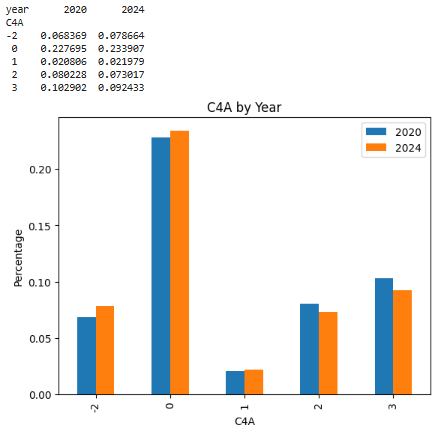 year 2020 2024
C4A
-2 0.068369 0.078664
0 0.227695 0.233907
1 0.020806 0.021979
2 0.080228 0.073017
3 0.102902 0.092433
C4A by Year
2020
2024
0.20
0.15
0.10
0.05
0.00
Percentage
-2 0 1 2 3
C4A